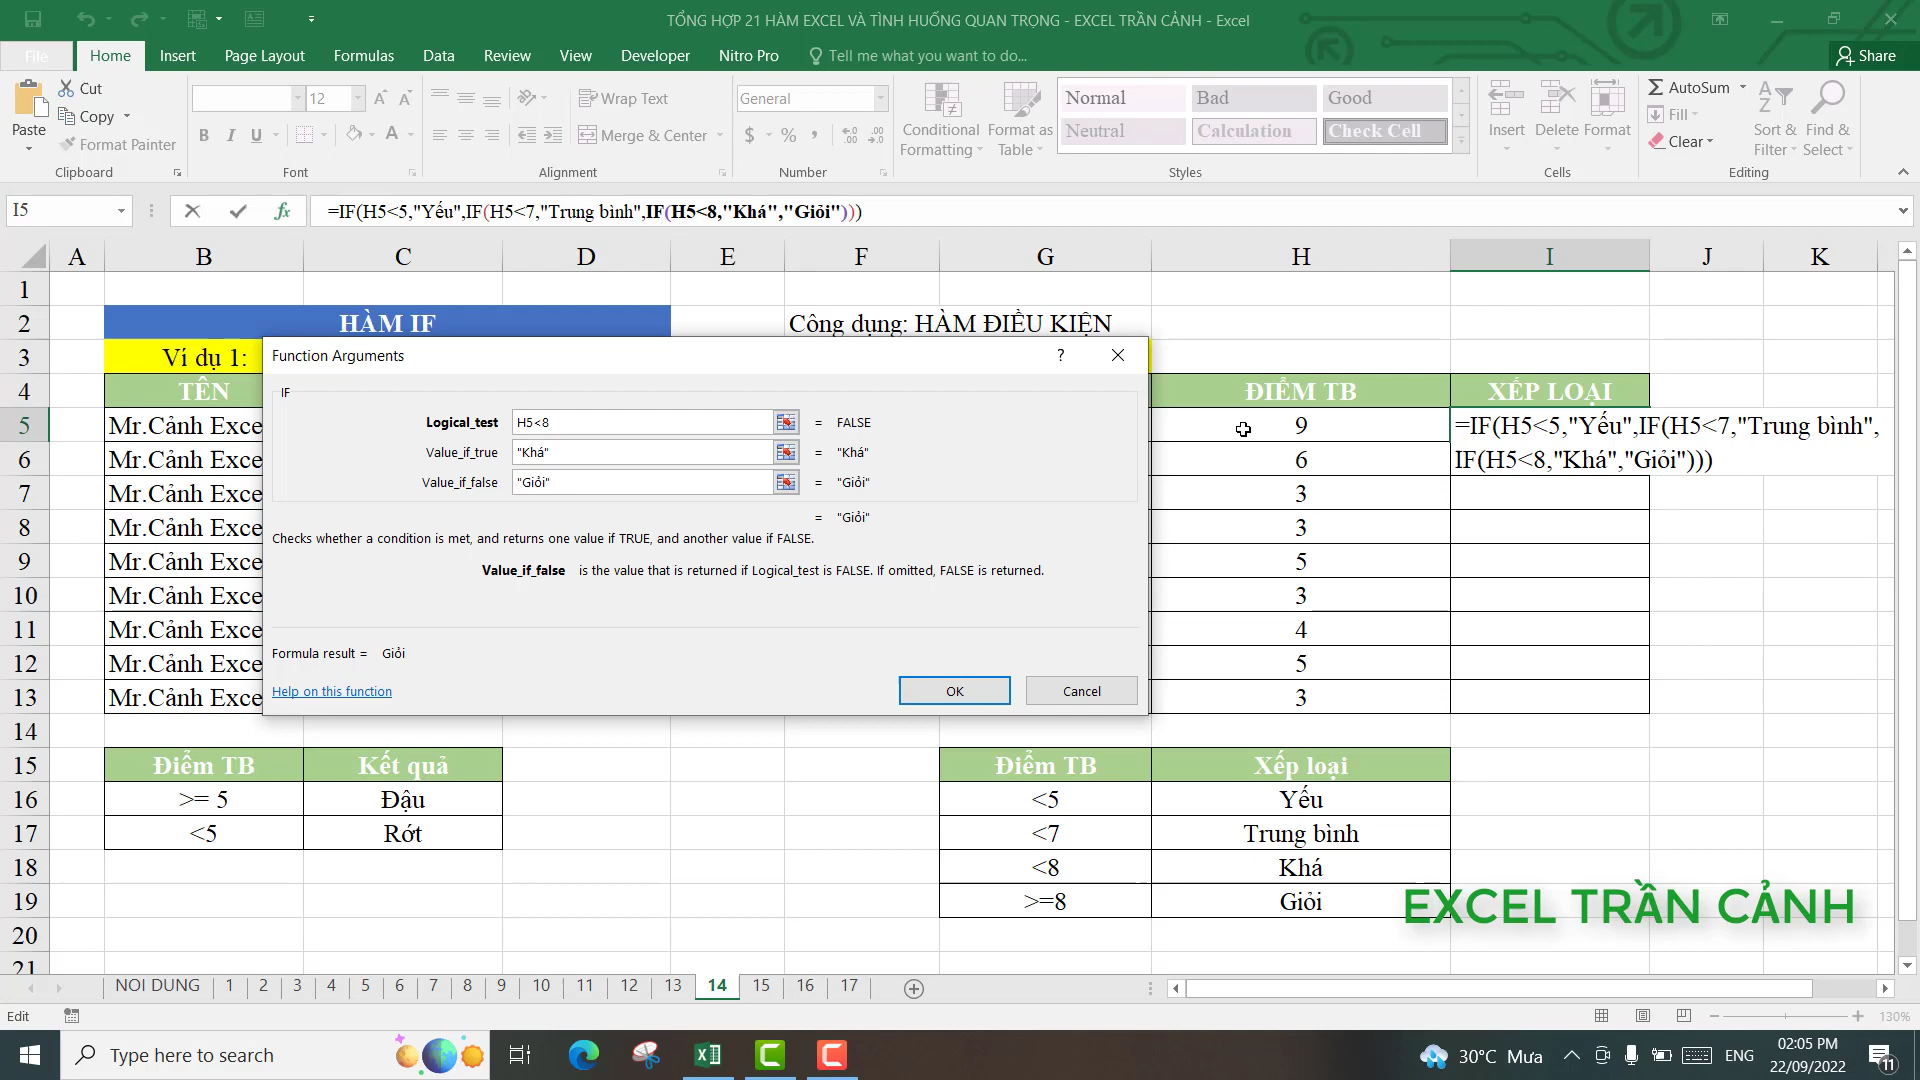 TỔNG HỢP 21 HÀM EXCEL VÀ TÌNH HUỐNG QUAN TRỌNG - EXCEL TRẦN CẢNH - Excel
File Home Insert Page Layout Formulas Data Review View Developer Nitro Pro Tell me what you want to do... Share
Paste Cut Copy Format Painter
12
Wrap Text
Merge & Center
General
$ % ,
Conditional Formatting
Format as Table
Normal Bad Good
Neutral Calculation Check Cell
Insert Delete Format
AutoSum
Fill
Clear
Sort & Filter
Find & Select
Clipboard Font Alignment Number Styles Cells Editing
I5 fx =IF(H5<5,"Yếu",IF(H5<7,"Trung bình",IF(H5<8,"Khá","Giỏi")))
A B C D E F G H I J K
1
2 HÀM IF Công dụng: HÀM ĐIỀU KIỆN
3 Ví dụ 1:
4 TÊN ĐIỂM TB XẾP LOẠI
5 Mr.Cảnh Exce 9 =IF(H5<5,"Yếu",IF(H5<7,"Trung bình",
6 Mr.Cảnh Exce 6 IF(H5<8,"Khá","Giỏi")))
7 Mr.Cảnh Exce 3
8 Mr.Cảnh Exce 3
9 Mr.Cảnh Exce 5
10 Mr.Cảnh Exce 3
11 Mr.Cảnh Exce 4
12 Mr.Cảnh Exce 5
13 Mr.Cảnh Exce 3
14
15 Điểm TB Kết quả Điểm TB Xếp loại
16 >= 5 Đậu <5 Yếu
17 <5 Rớt <7 Trung bình
18 <8 Khá
19 >=8 Giỏi
20
21
Function Arguments ?
IF
Logical_test H5<8 = FALSE
Value_if_true "Khá" = "Khá"
Value_if_false "Giỏi" = "Giỏi"
= "Giỏi"
Checks whether a condition is met, and returns one value if TRUE, and another value if FALSE.
Value_if_false is the value that is returned if Logical_test is FALSE. If omitted, FALSE is returned.
Formula result = Giỏi
Help on this function OK Cancel
EXCEL TRẦN CẢNH
NOI DUNG 1 2 3 4 5 6 7 8 9 10 11 12 13 14 15 16 17
Edit 130%
Type here to search
30°C Mưa ENG 02:05 PM
22/09/2022
11